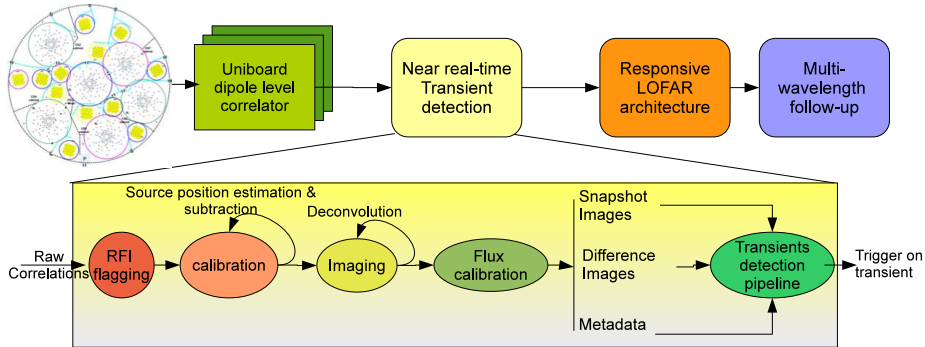 Uniboard
dipole level
correlator
Near real-time
Transient
detection
Responsive
LOFAR
architecture
Multi-
wavelength
follow-up
Source position estimation &
subtraction
Deconvolution
Snapshot
Images
Raw
Correlations
RFI
flagging
calibration
Imaging
Flux
calibration
Difference
Images
Transients
detection
pipeline
Trigger on
transient
Metadata